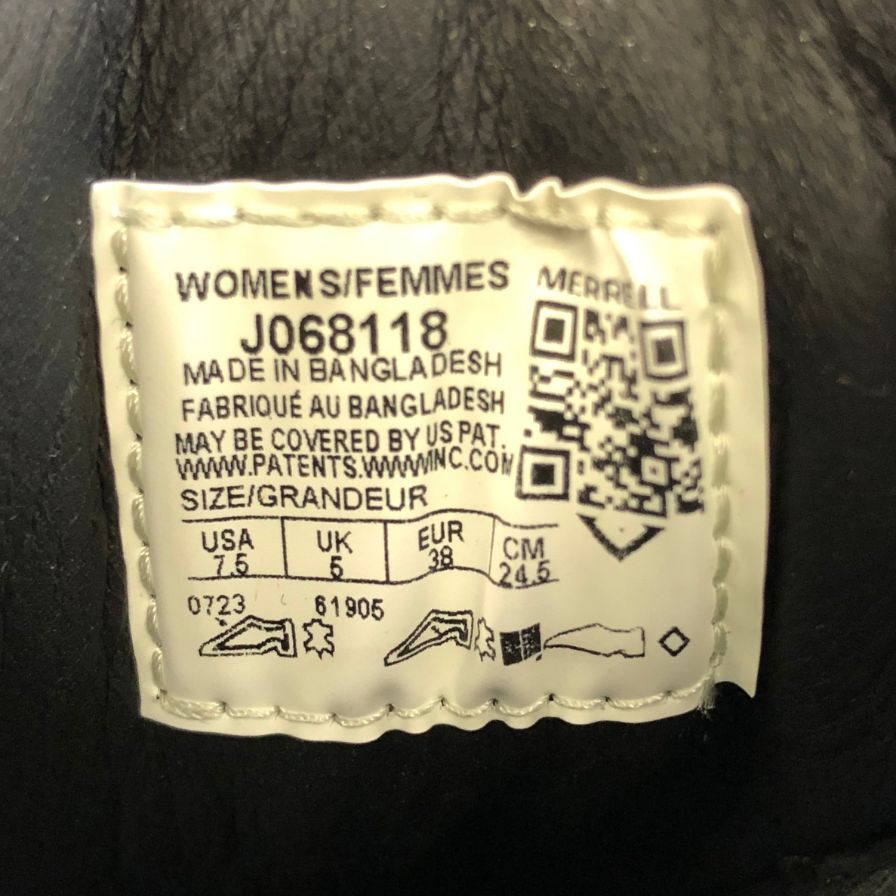 WOMENS/FEMMES
MERRELL
J068118
MADE IN BANGLADESH
FABRIQUÉ AU BANGLADESH
MAY BE COVERED BY US PAT.
WWW.PATENTS.WWWINC.COM
SIZE/GRANDEUR
USA UK EUR CM
7.5 5 38 24.5
0723 61905